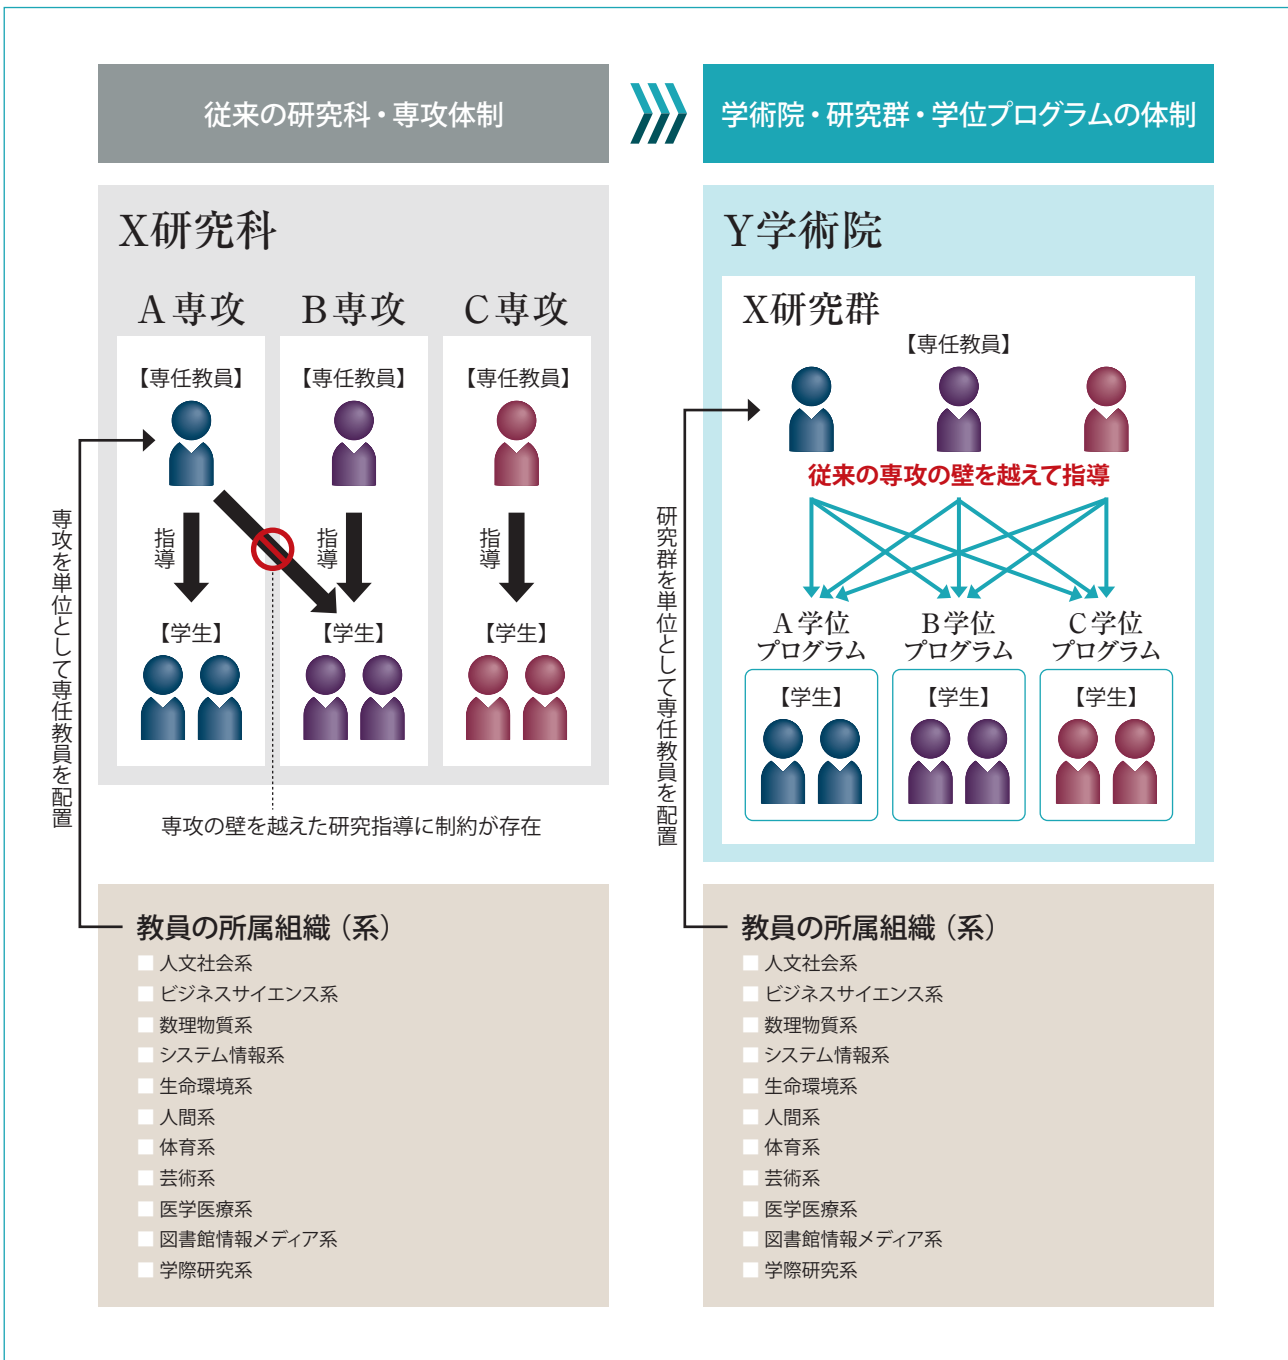 従来の研究科・専攻体制
X研究科
A専攻
B専攻
C専攻
【専任教員】
【専任教員】
【専任教員】
指導
指導
指導
【学生】
【学生】
【学生】
専攻を単位として専任教員を配置
専攻の壁を越えた研究指導に制約が存在
教員の所属組織（系）
人文社会系
ビジネスサイエンス系
数理物質系
システム情報系
生命環境系
人間系
体育系
芸術系
医学医療系
図書館情報メディア系
学際研究系
学術院・研究群・学位プログラムの体制
Y学術院
X研究群
【専任教員】
従来の専攻の壁を越えて指導
A学位
プログラム
B学位
プログラム
C学位
プログラム
【学生】
【学生】
【学生】
研究群を単位として専任教員を配置
教員の所属組織（系）
人文社会系
ビジネスサイエンス系
数理物質系
システム情報系
生命環境系
人間系
体育系
芸術系
医学医療系
図書館情報メディア系
学際研究系